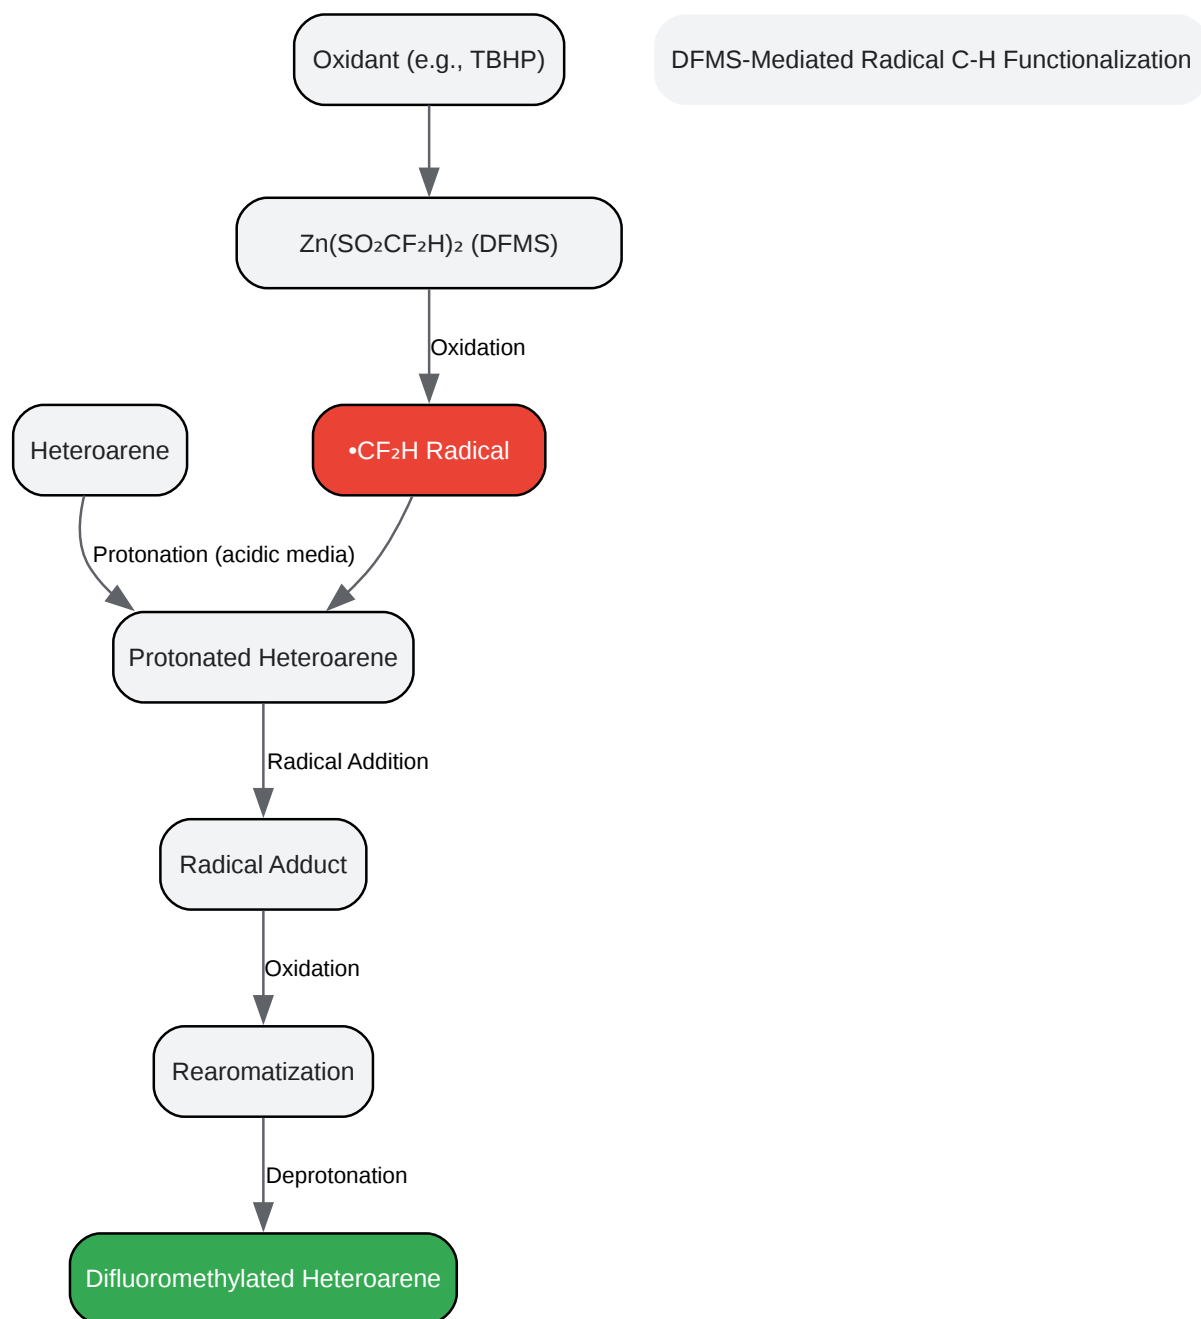 Oxidant (e.g., TBHP)
DFMS-Mediated Radical C-H Functionalization
Zn(SO₂CF₂H)₂ (DFMS)
Oxidation
Heteroarene
•CF₂H Radical
Protonation (acidic media)
Protonated Heteroarene
Radical Addition
Radical Adduct
Oxidation
Rearomatization
Deprotonation
Difluoromethylated Heteroarene